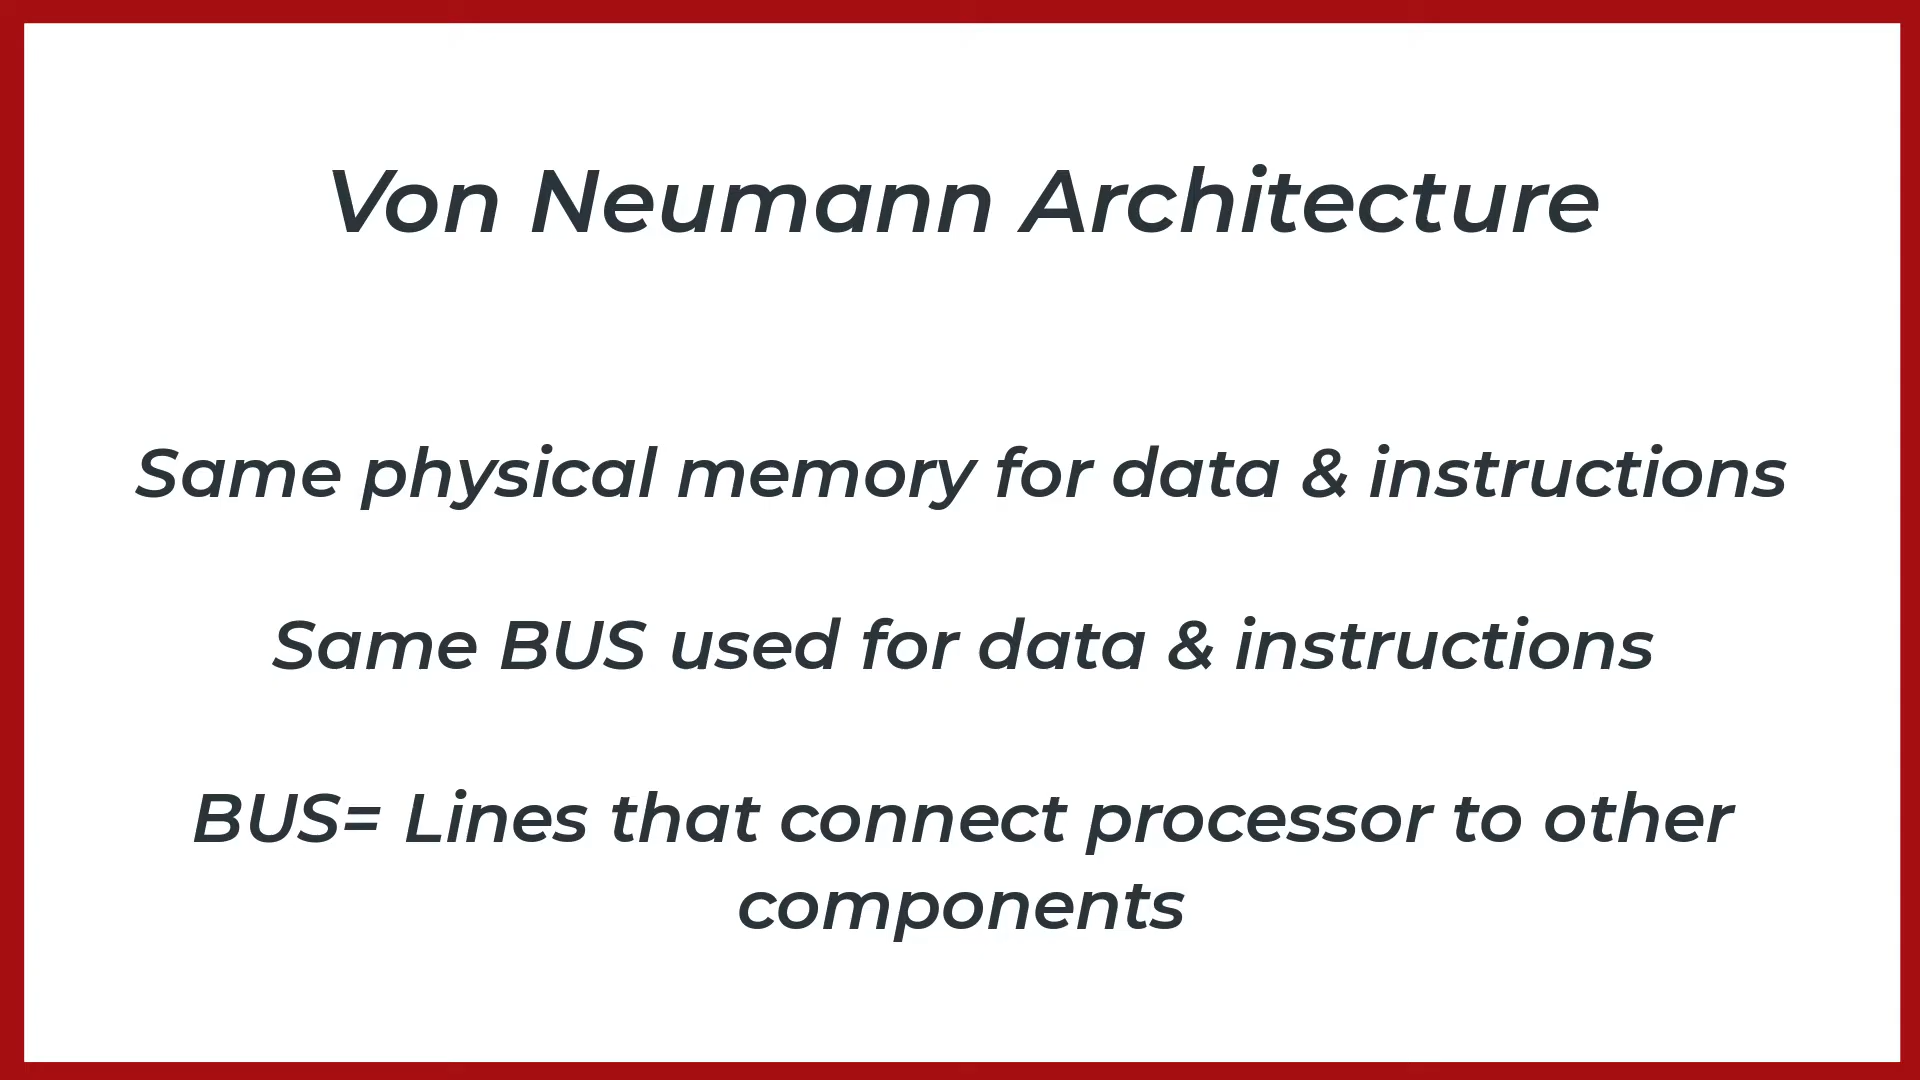 Von Neumann Architecture
Same physical memory for data & instructions
Same BUS used for data & instructions
BUS= Lines that connect processor to other
components